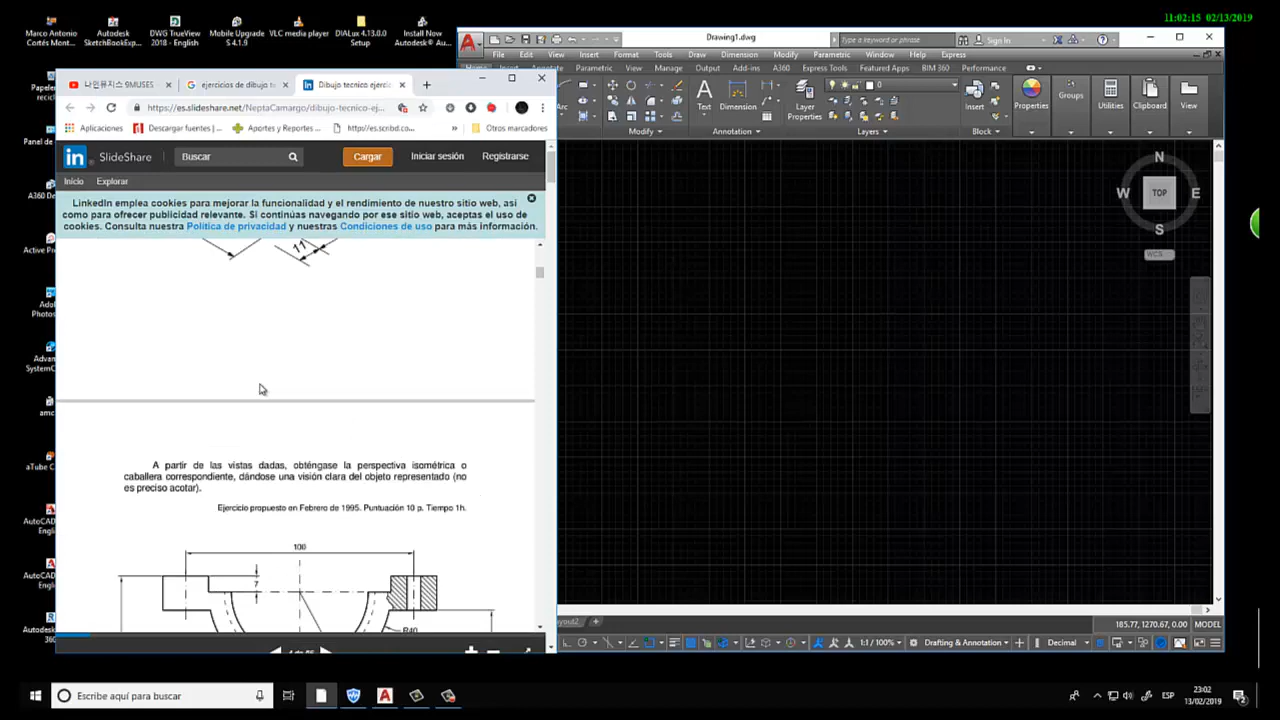 11:02:15 02/13/2019
Marco Antonio
Cortés Mont...
Autodesk
SketchBookExp...
DWG TrueView
2018 - English
Mobile Upgrade
S 4.1.9
VLC media player
DIALux 4.13.0.0
Setup
Install Now
Autodesk® Au...
Drawing1.dwg
Type a keyword or phrase
Sign In
File
Edit
View
Insert
Format
Tools
Draw
Dimension
Modify
Parametric
Window
Help
Express
Parametric
View
Manage
Output
Add-ins
A360
Express Tools
Featured Apps
BIM 360
Performance
Text
Dimension
Layer
Properties
0
Insert
Properties
Groups
Utilities
Clipboard
View
Modify
Annotation
Layers
Block
나인뮤지스 9MUSES
ejercicios de dibujo t
Dibujo tecnico ejerci
https://es.slideshare.net/NeptaCamargo/dibujo-tecnico-ej...
Aplicaciones
Descargar fuentes |...
Aportes y Reportes ...
http://es.scribd.co...
»
Otros marcadores
in
SlideShare
Buscar
Cargar
Iniciar sesión
Registrarse
Inicio
Explorar
LinkedIn emplea cookies para mejorar la funcionalidad y el rendimiento de nuestro sitio web, así
como para ofrecer publicidad relevante. Si continúas navegando por ese sitio web, aceptas el uso de
cookies. Consulta nuestra Política de privacidad y nuestras Condiciones de uso para más información.
11
A partir de las vistas dadas, obténgase la perspectiva isométrica o
caballera correspondiente, dándose una visión clara del objeto representado (no
es preciso acotar).
Ejercicio propuesto en Febrero de 1995. Puntuación 10 p. Tiempo 1h.
100
7
R40
N
W
TOP
E
S
WCS
185.77, 1270.67, 0.00
MODEL
1:1 / 100%
Drafting & Annotation
Decimal
Escribe aquí para buscar
ESP
23:02
13/02/2019